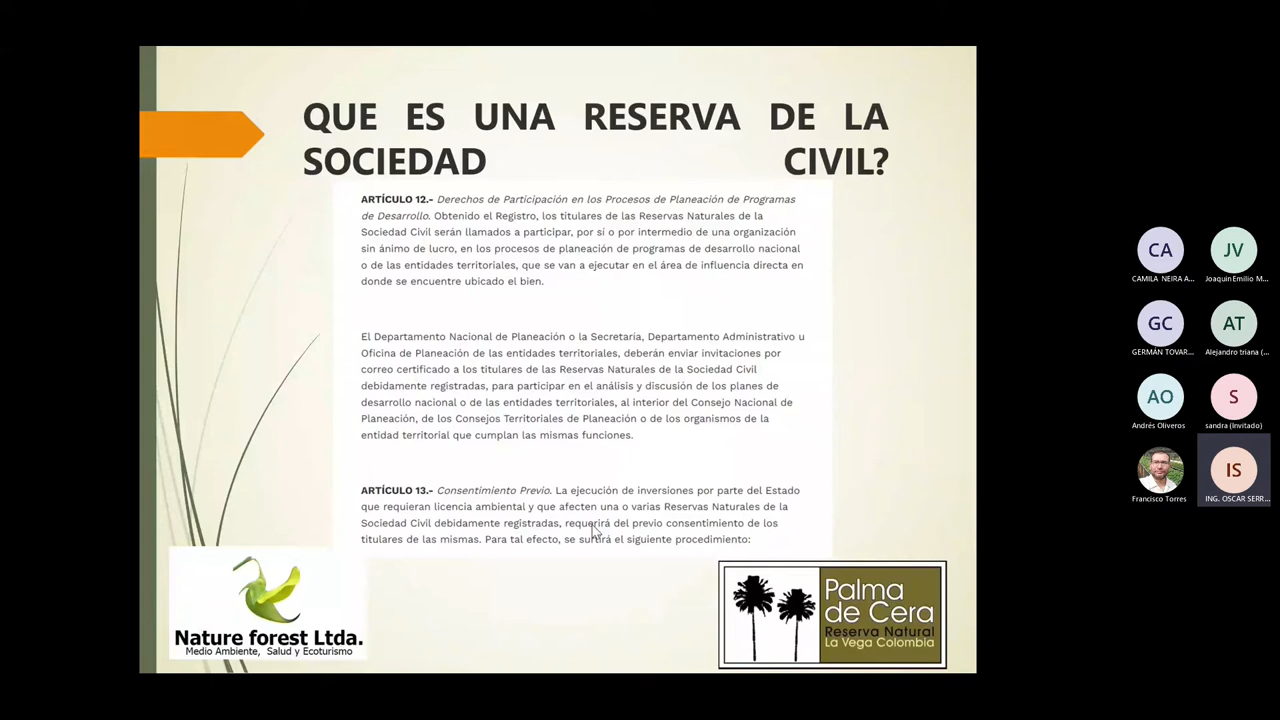 QUE ES UNA RESERVA DE LA
SOCIEDAD CIVIL?
ARTÍCULO 12.- Derechos de Participación en los Procesos de Planeación de Programas
de Desarrollo. Obtenido el Registro, los titulares de las Reservas Naturales de la
Sociedad Civil serán llamados a participar, por sí o por intermedio de una organización
sin ánimo de lucro, en los procesos de planeación de programas de desarrollo nacional
o de las entidades territoriales, que se van a ejecutar en el área de influencia directa en
donde se encuentre ubicado el bien.
El Departamento Nacional de Planeación o la Secretaría, Departamento Administrativo u
Oficina de Planeación de las entidades territoriales, deberán enviar invitaciones por
correo certificado a los titulares de las Reservas Naturales de la Sociedad Civil
debidamente registradas, para participar en el análisis y discusión de los planes de
desarrollo nacional o de las entidades territoriales, al interior del Consejo Nacional de
Planeación, de los Consejos Territoriales de Planeación o de los organismos de la
entidad territorial que cumplan las mismas funciones.
ARTÍCULO 13.- Consentimiento Previo. La ejecución de inversiones por parte del Estado
que requieran licencia ambiental y que afecten una o varias Reservas Naturales de la
Sociedad Civil debidamente registradas, requerirá del previo consentimiento de los
titulares de las mismas. Para tal efecto, se surtirá el siguiente procedimiento:
Nature forest Ltda.
Medio Ambiente, Salud y Ecoturismo
Palma
de Cera
Reserva Natural
La Vega Colombia
CA
CAMILA NEIRA A...
JV
Joaquin Emilio M...
GC
GERMÁN TOVAR...
AT
Alejandro triana (...
AO
Andrés Oliveros
S
sandra (Invitado)
Francisco Torres
IS
ING. OSCAR SERR...